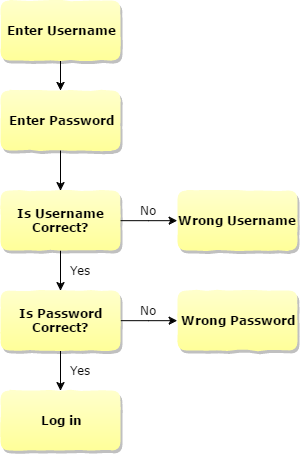 Enter Username
Enter Password
Is Username
Correct?
No
Wrong Username
Yes
Is Password
Correct?
No
Wrong Password
Yes
Log in